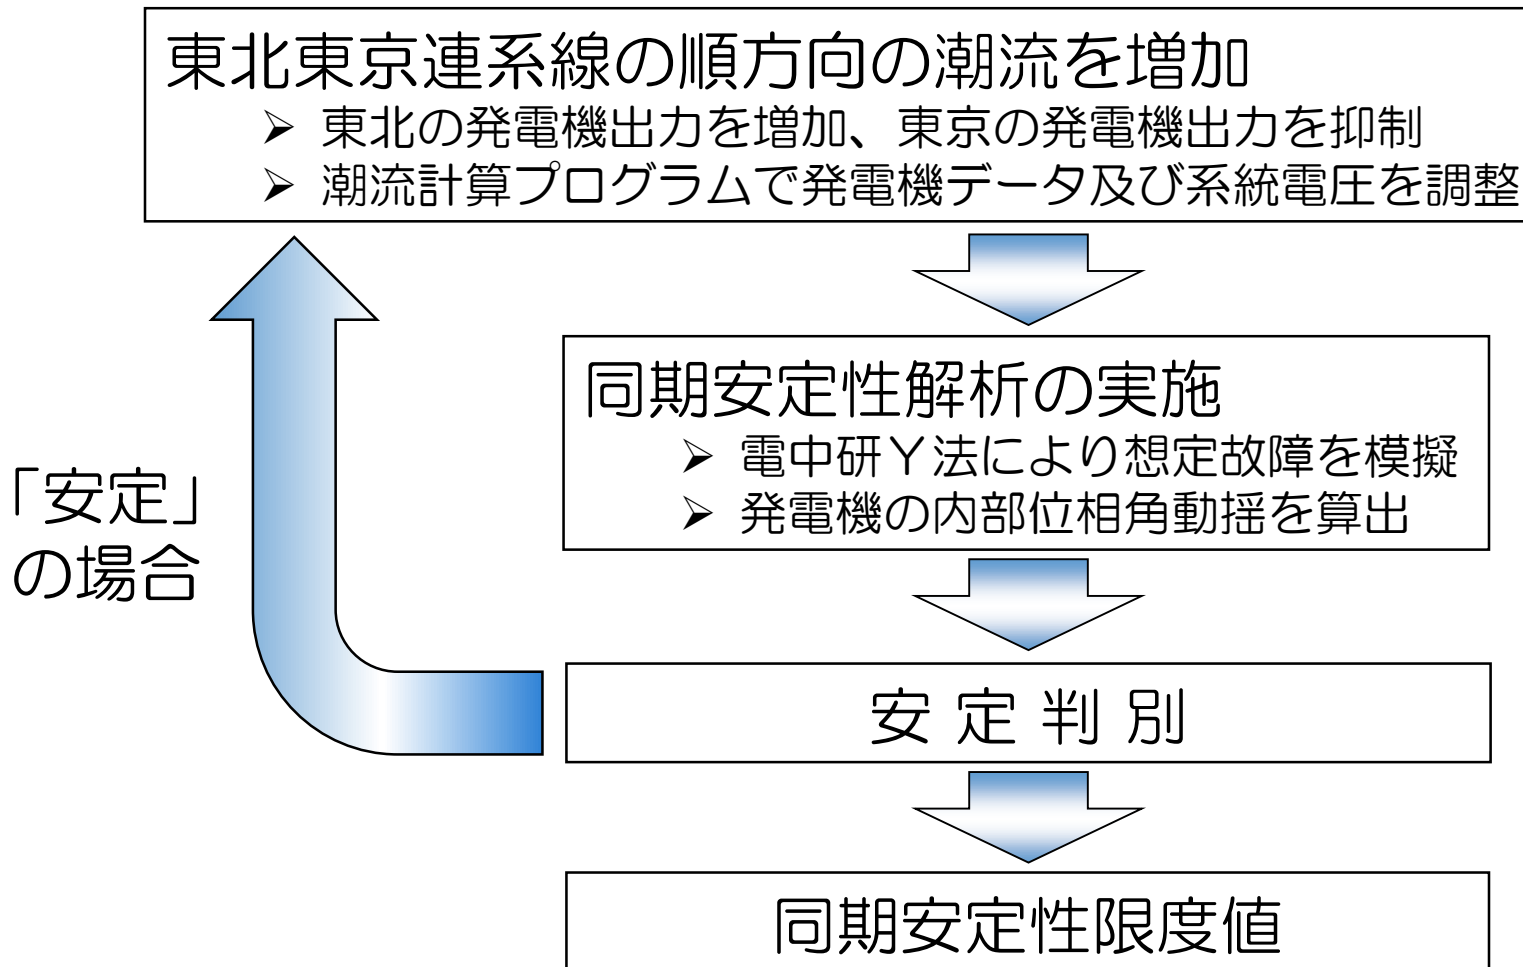 東北東京連系線の順方向の潮流を増加
➢ 東北の発電機出力を増加、東京の発電機出力を抑制
➢ 潮流計算プログラムで発電機データ及び系統電圧を調整
同期安定性解析の実施
➢ 電中研Y法により想定故障を模擬
➢ 発電機の内部位相角動揺を算出
「安定」
の場合
安 定 判 別
同期安定性限度値